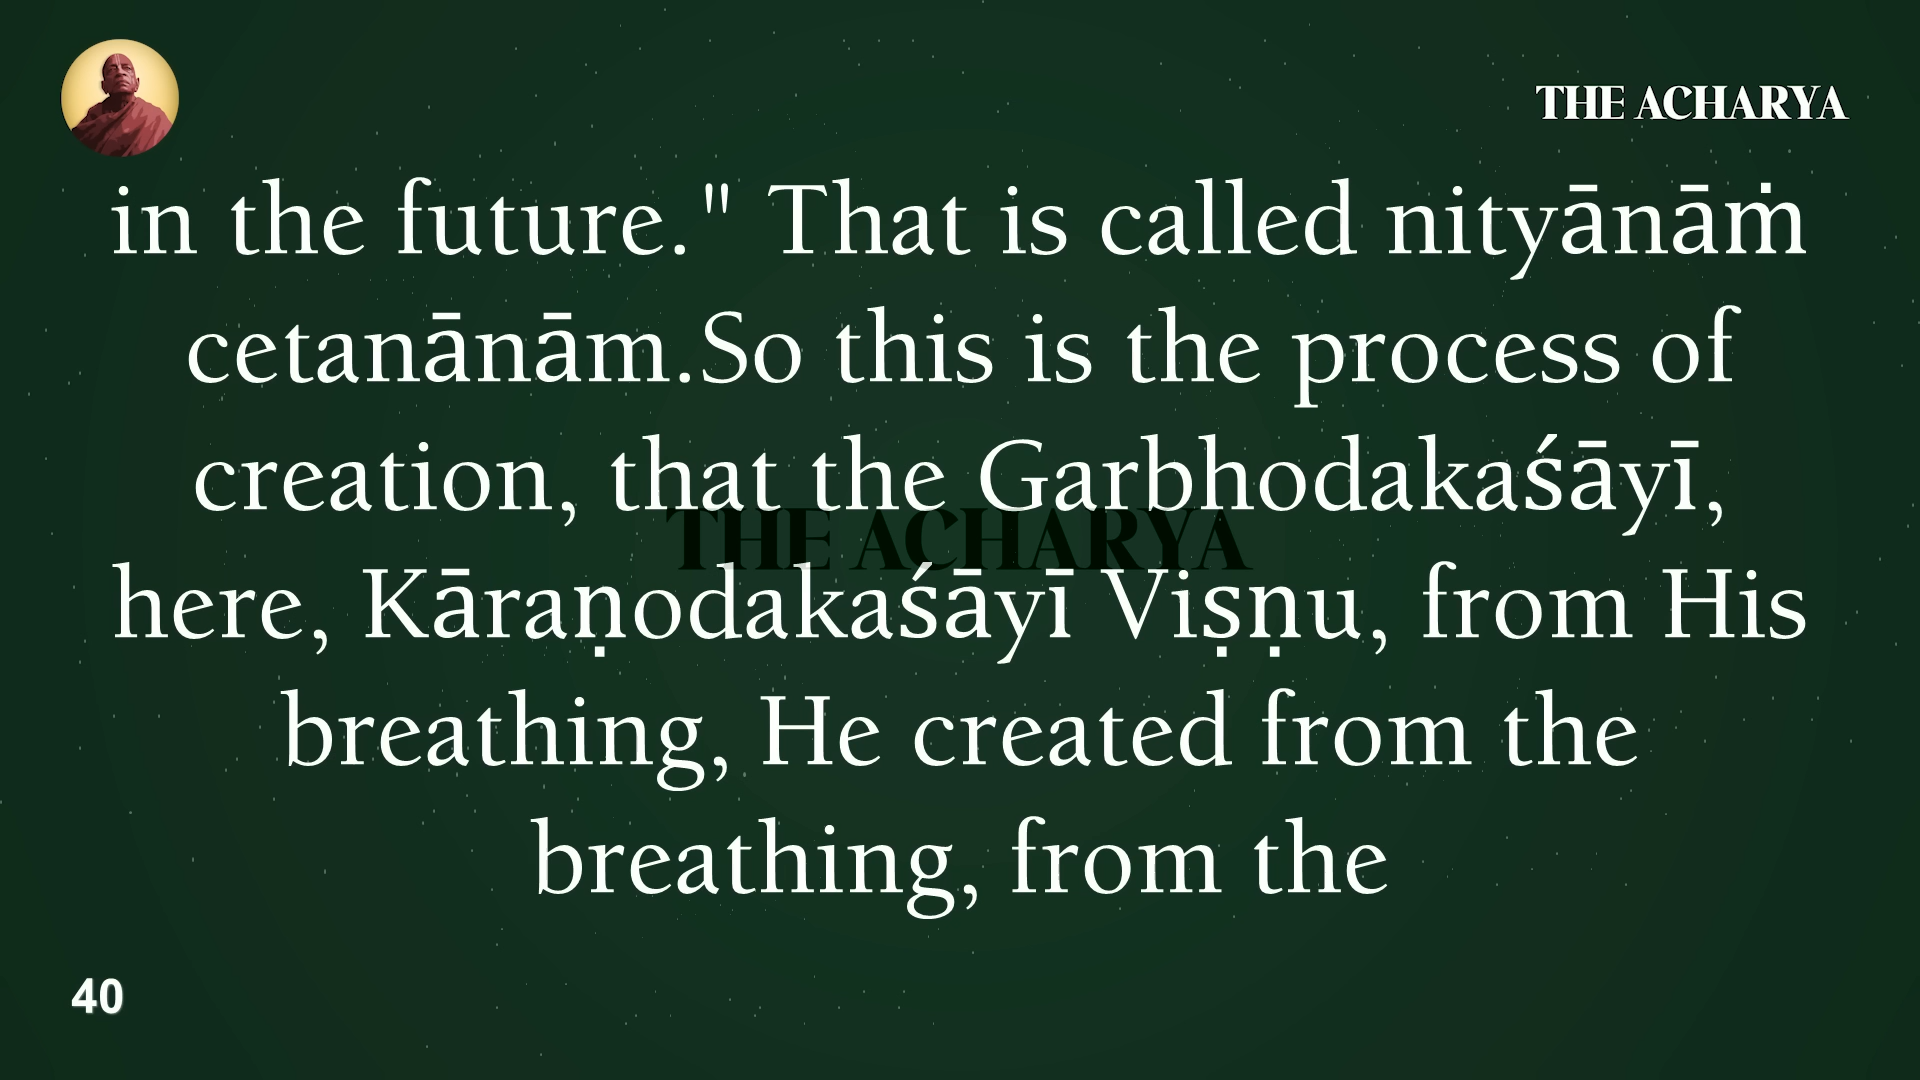 THE ACHARYA
in the future." That is called nityānāṁ
cetanānām.So this is the process of
creation, that the Garbhodakaśāyī,
THE ACHARYA
here, Kāraṇodakaśāyī Viṣṇu, from His
breathing, He created from the
breathing, from the
40